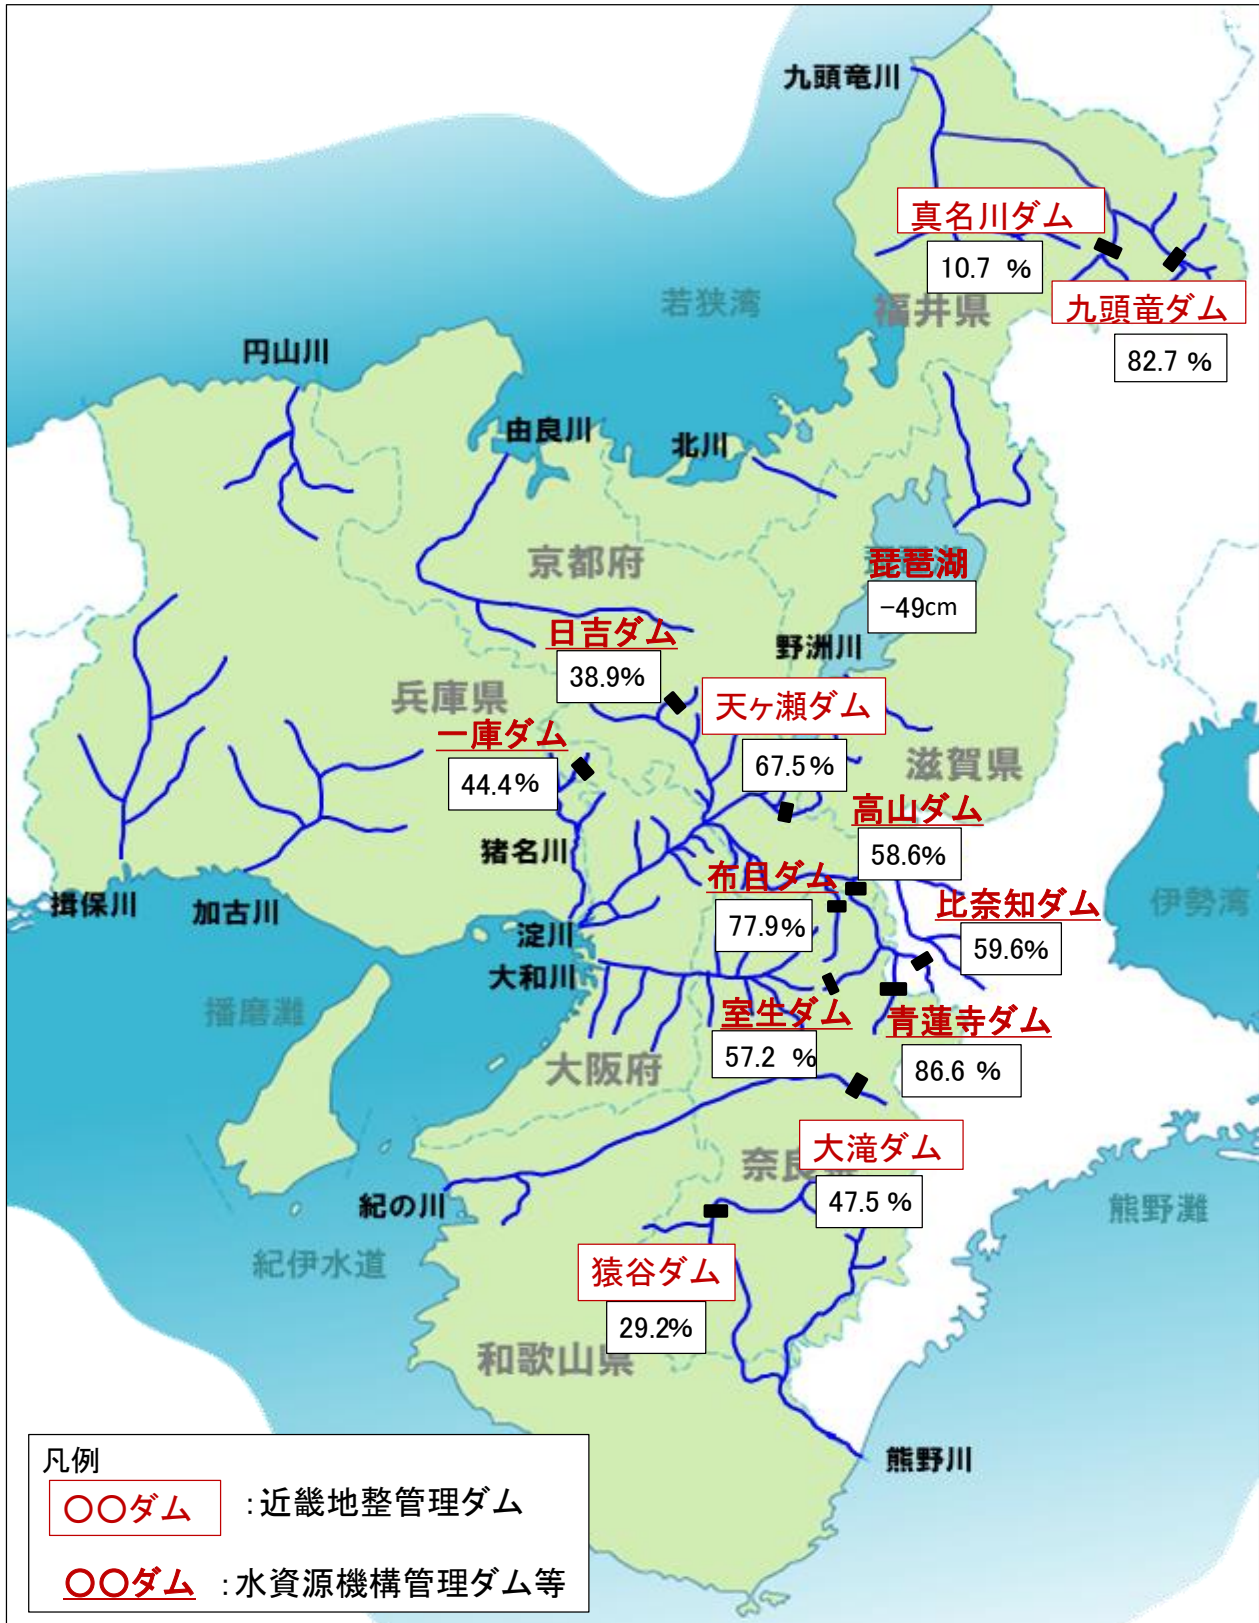 九頭竜川
真名川ダム
10.7 %
若狭湾
福井県
九頭竜ダム
82.7 %
円山川
由良川
北川
京都府
琵琶湖
-49cm
日吉ダム
38.9%
野洲川
兵庫県
天ヶ瀬ダム
67.5%
一庫ダム
44.4%
滋賀県
高山ダム
58.6%
猪名川
布目ダム
77.9%
揖保川
加古川
淀川
比奈知ダム
59.6%
伊勢湾
大和川
播磨灘
室生ダム
57.2 %
青蓮寺ダム
86.6 %
大阪府
大滝ダム
47.5 %
奈良県
紀の川
熊野灘
紀伊水道
猿谷ダム
29.2%
和歌山県
熊野川
凡例
〇〇ダム :近畿地整管理ダム
〇〇ダム :水資源機構管理ダム等